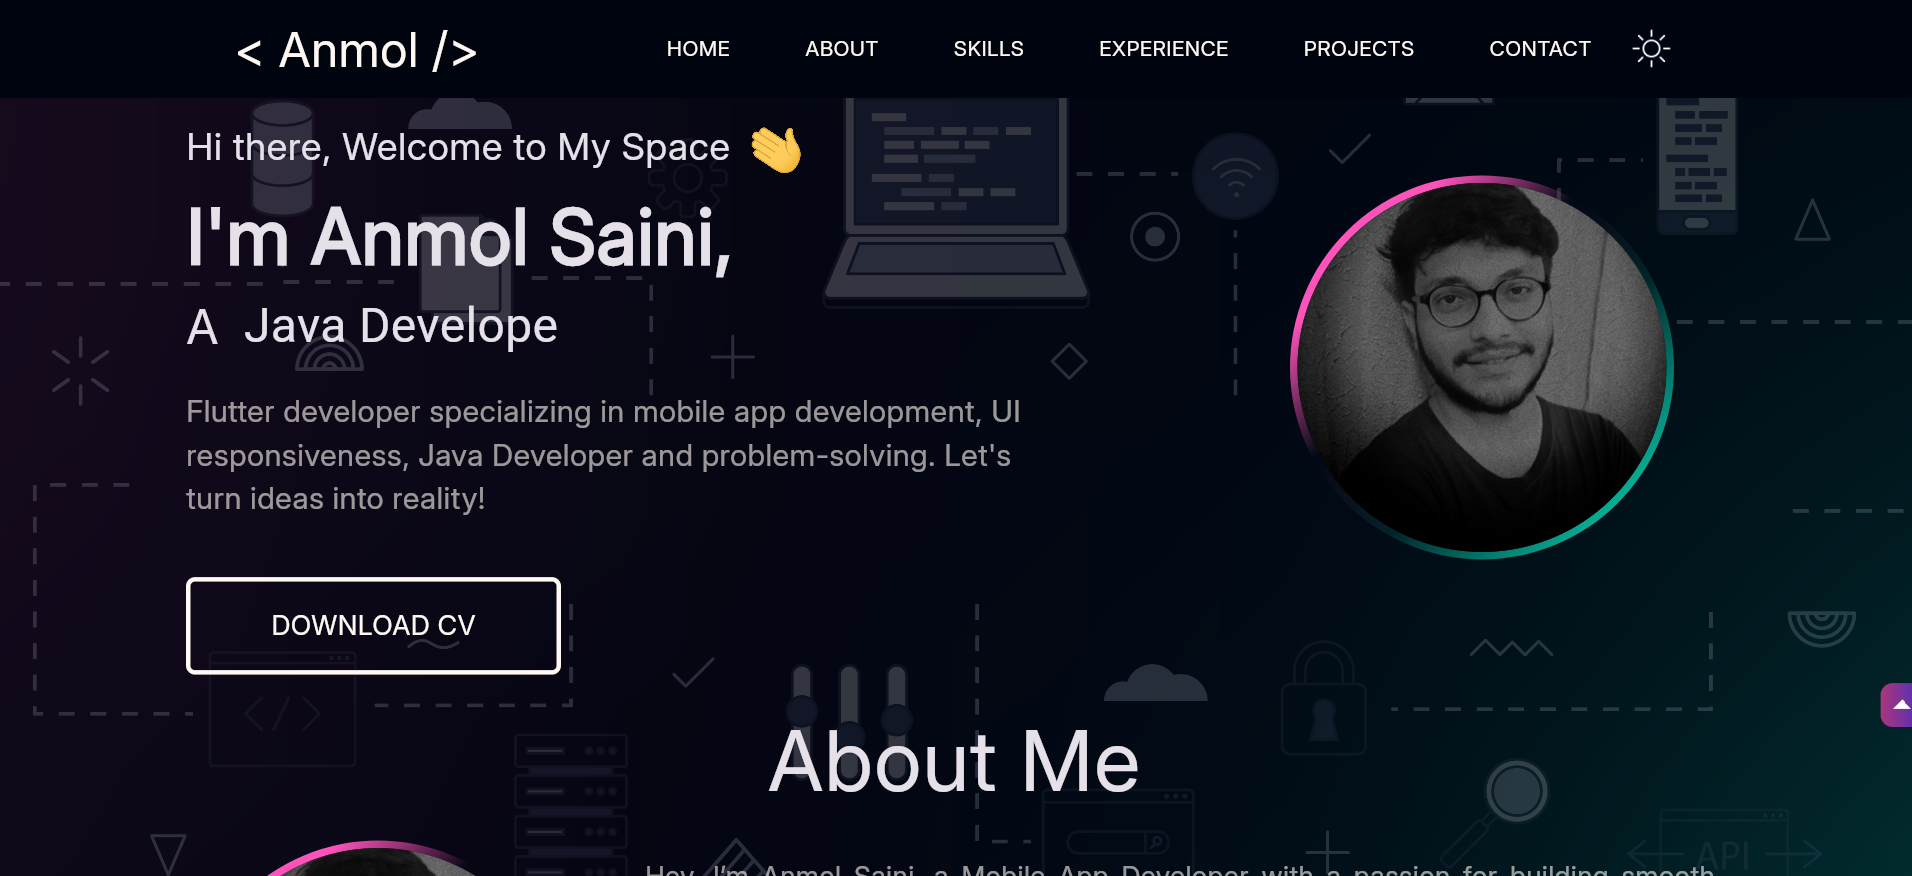 < Anmol />
HOME ABOUT SKILLS EXPERIENCE PROJECTS CONTACT
Hi there, Welcome to My Space 👋
I'm Anmol Saini,
A Java Develope
Flutter developer specializing in mobile app development, UI
responsiveness, Java Developer and problem-solving. Let's
turn ideas into reality!
DOWNLOAD CV
</>
About Me
API
Hey, I'm Anmol Saini, a Mobile App Developer with a passion for building smooth